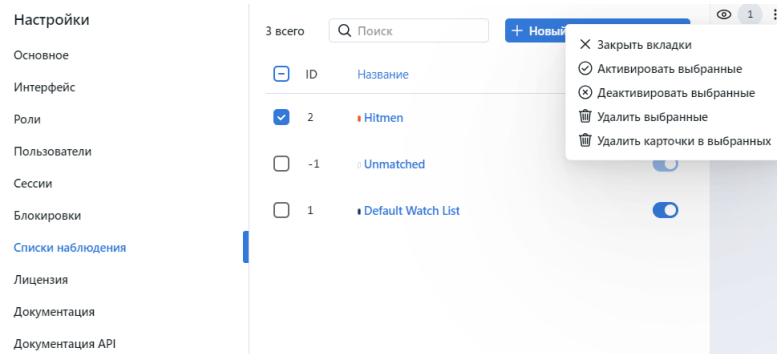 Настройки
Основное
Интерфейс
Роли
Пользователи
Сессии
Блокировки
Списки наблюдения
Лицензия
Документация
Документация API
3 всего
Поиск
+ Новый
1
ID
Название
2
Hitmen
-1
Unmatched
1
Default Watch List
Закрыть вкладки
Активировать выбранные
Деактивировать выбранные
Удалить выбранные
Удалить карточки в выбранных